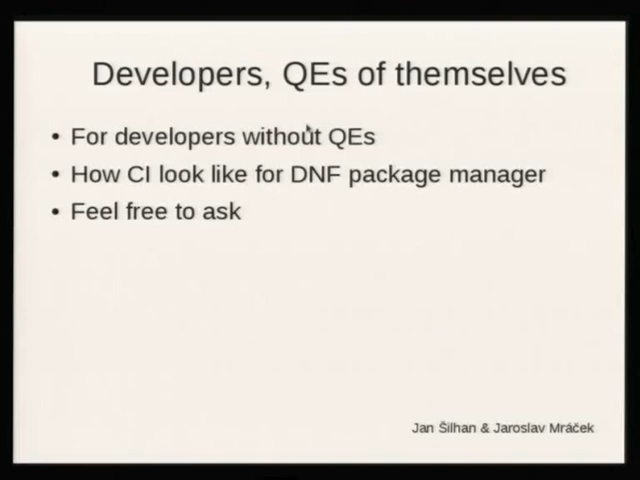 Developers, QEs of themselves
• For developers without QEs
• How CI look like for DNF package manager
• Feel free to ask
Jan Šilhan & Jaroslav Mráček